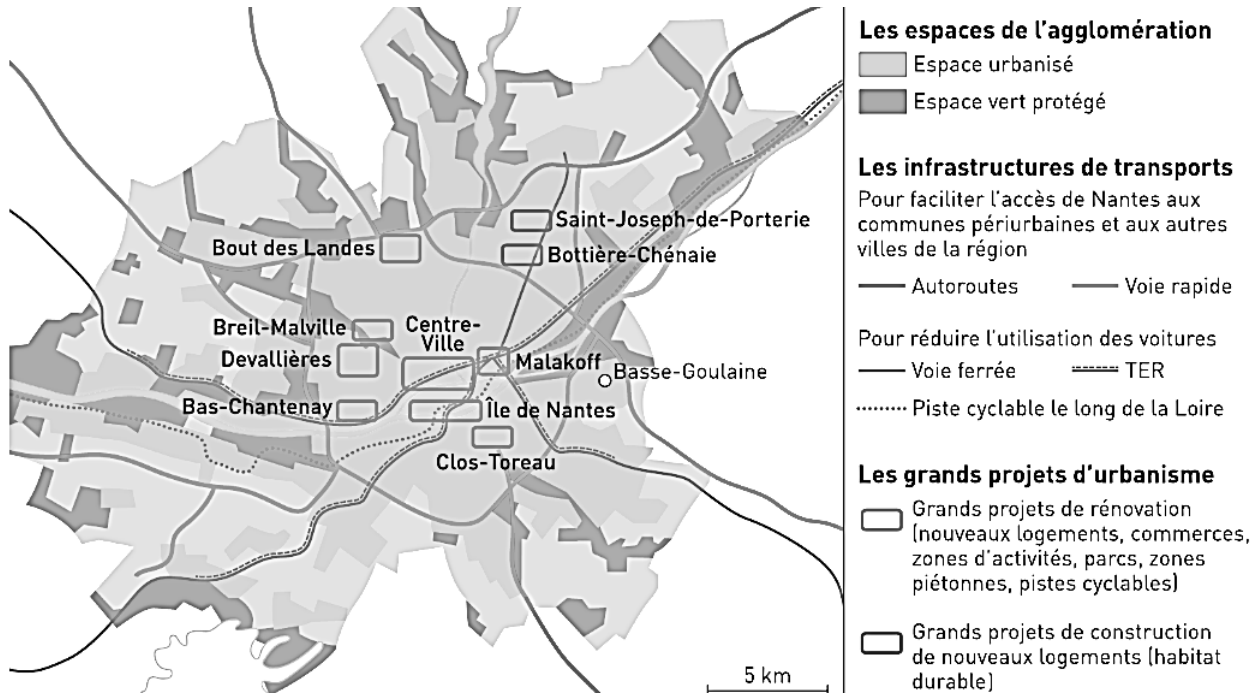 Saint-Joseph-de-Porterie
Bout des Landes
Bottière-Chénaie
Breil-Malville
Centre-
Ville
Devallières
Malakoff
Basse-Goulaine
Bas-Chantenay
Île de Nantes
Clos-Toreau
5 km
Les espaces de l'agglomération
Espace urbanisé
Espace vert protégé
Les infrastructures de transports
Pour faciliter l'accès de Nantes aux
communes périurbaines et aux autres
villes de la région
Autoroutes
Voie rapide
Pour réduire l'utilisation des voitures
Voie ferrée
TER
Piste cyclable le long de la Loire
Les grands projets d'urbanisme
Grands projets de rénovation
(nouveaux logements, commerces,
zones d'activités, parcs, zones
piétonnes, pistes cyclables)
Grands projets de construction
de nouveaux logements (habitat
durable)